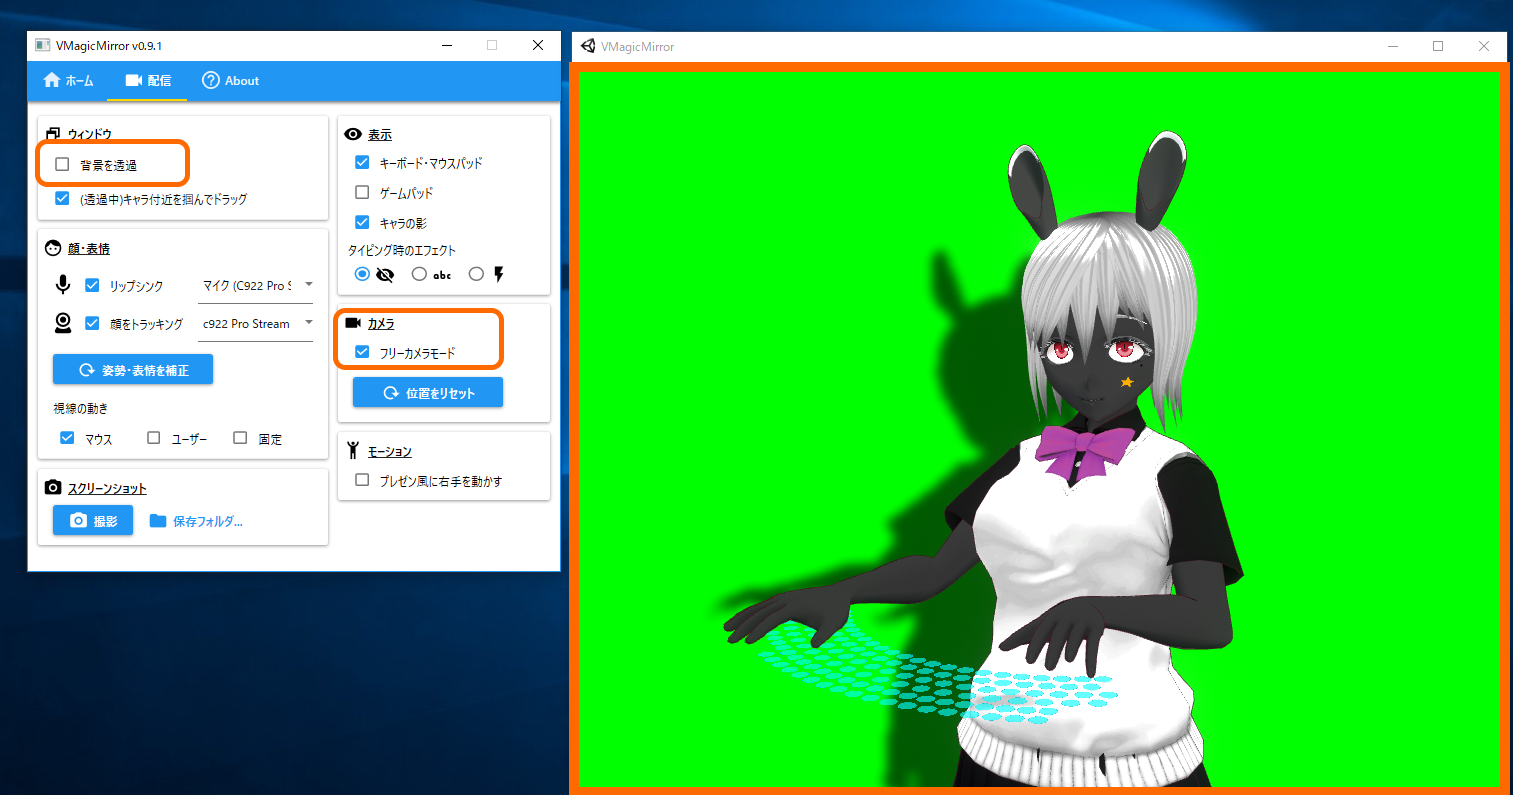 VMagicMirror v0.9.1
ホーム
配信
About
ウィンドウ
背景を透過
(透過中)キャラ付近を掴んでドラッグ
顔・表情
リップシンク
マイク (C922 Pro S
顔をトラッキング
c922 Pro Stream
姿勢・表情を補正
視線の動き
マウス
ユーザー
固定
スクリーンショット
撮影
保存フォルダ...
表示
キーボード・マウスパッド
ゲームパッド
キャラの影
タイピング時のエフェクト
abc
カメラ
フリーカメラモード
位置をリセット
モーション
プレゼン風に右手を動かす
VMagicMirror